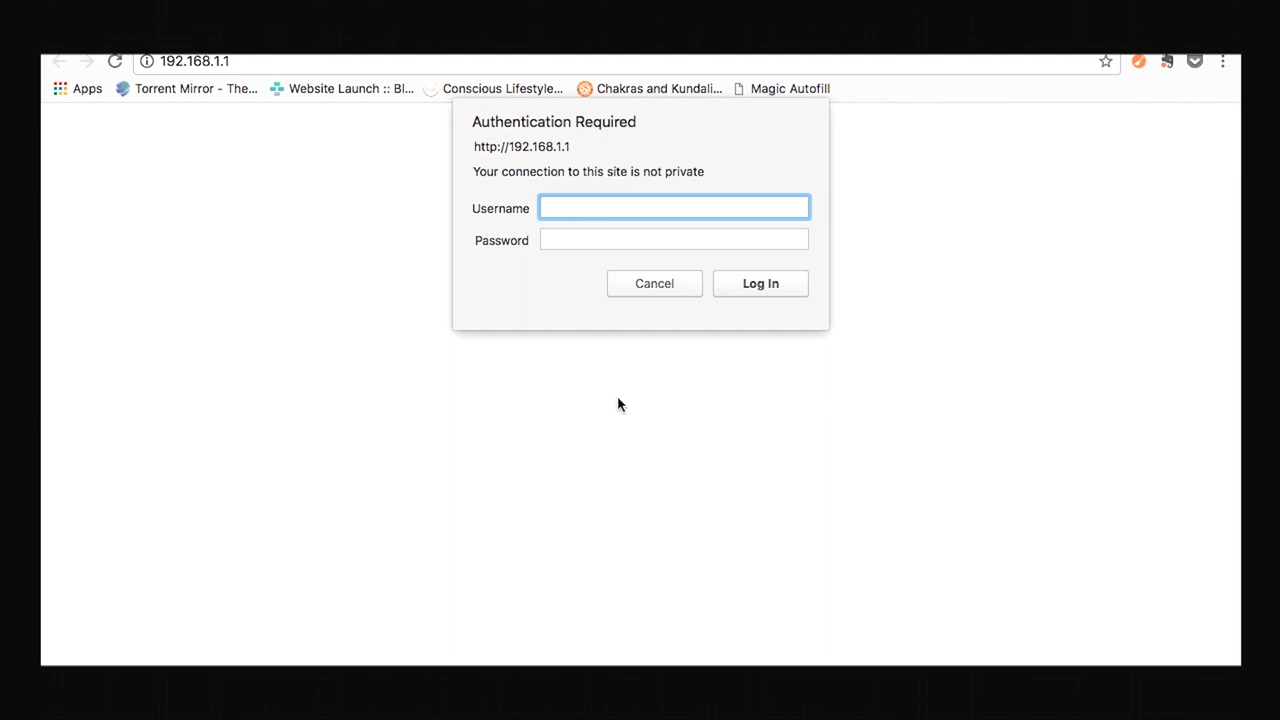 192.168.1.1
Apps Torrent Mirror - The... Website Launch :: Bl... Conscious Lifestyle... Chakras and Kundali... Magic Autofill
Authentication Required
http://192.168.1.1
Your connection to this site is not private
Username
Password
Cancel Log In